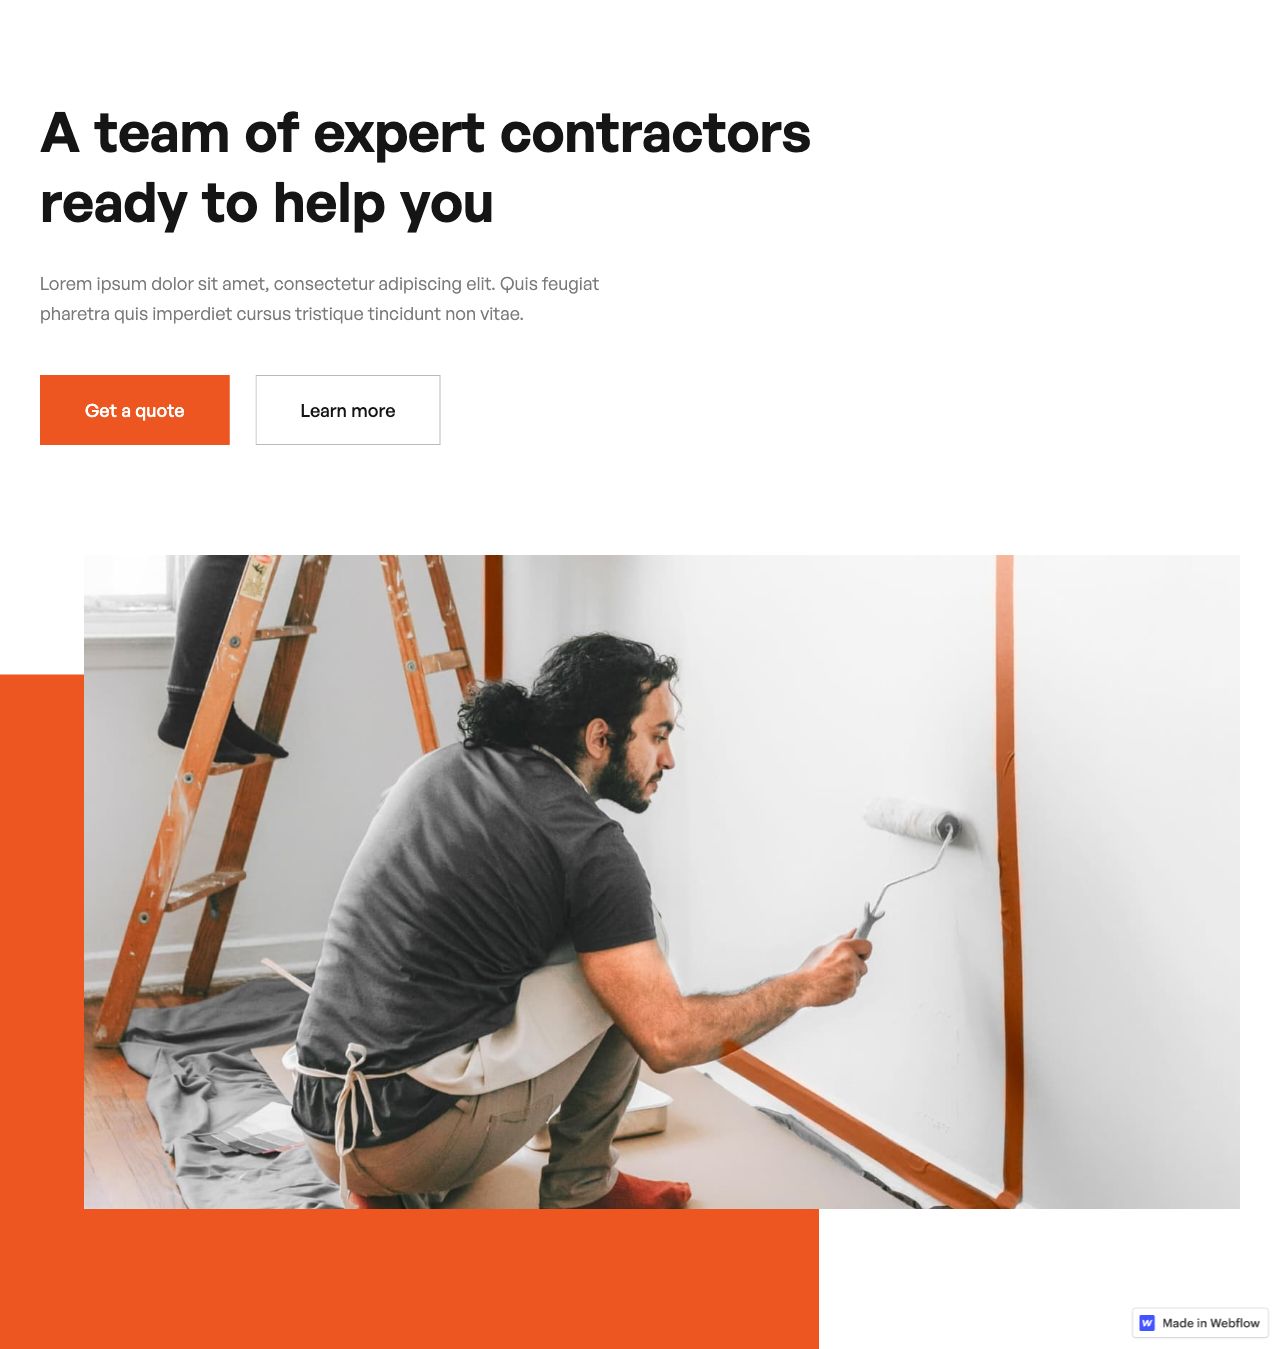 A team of expert contractors
ready to help you
Lorem ipsum dolor sit amet, consectetur adipiscing elit. Quis feugiat
pharetra quis imperdiet cursus tristique tincidunt non vitae.
Get a quote
Learn more
Made in Webflow